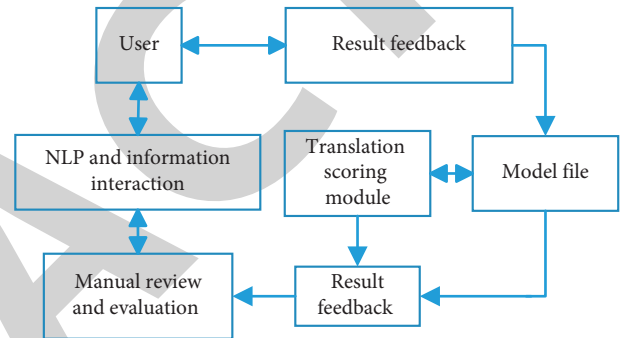 User
Result feedback
NLP and information
interaction
Translation
scoring
module
Model file
Manual review
and evaluation
Result
feedback